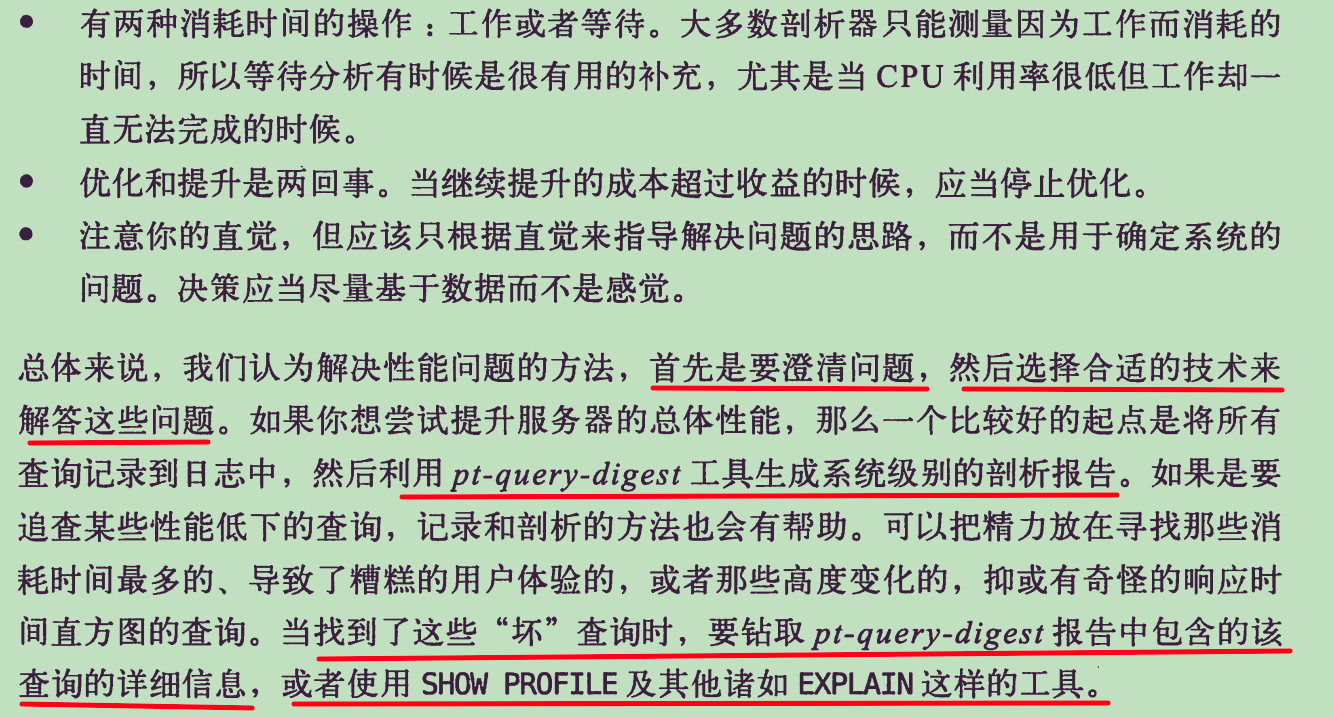 • 有两种消耗时间的操作：工作或者等待。大多数剖析器只能测量因为工作而消耗的
时间，所以等待分析有时候是很有用的补充，尤其是当 CPU 利用率很低但工作却一
直无法完成的时候。
• 优化和提升是两回事。当继续提升的成本超过收益的时候，应当停止优化。
• 注意你的直觉，但应该只根据直觉来指导解决问题的思路，而不是用于确定系统的
问题。决策应当尽量基于数据而不是感觉。
总体来说，我们认为解决性能问题的方法，首先是要澄清问题，然后选择合适的技术来
解答这些问题。如果你想尝试提升服务器的总体性能，那么一个比较好的起点是将所有
查询记录到日志中，然后利用 pt-query-digest 工具生成系统级别的剖析报告。如果是要
追查某些性能低下的查询，记录和剖析的方法也会有帮助。可以把精力放在寻找那些消
耗时间最多的、导致了糟糕的用户体验的，或者那些高度变化的，抑或有奇怪的响应时
间直方图的查询。当找到了这些“坏”查询时，要钻取 pt-query-digest 报告中包含的该
查询的详细信息，或者使用 SHOW PROFILE 及其他诸如 EXPLAIN 这样的工具。